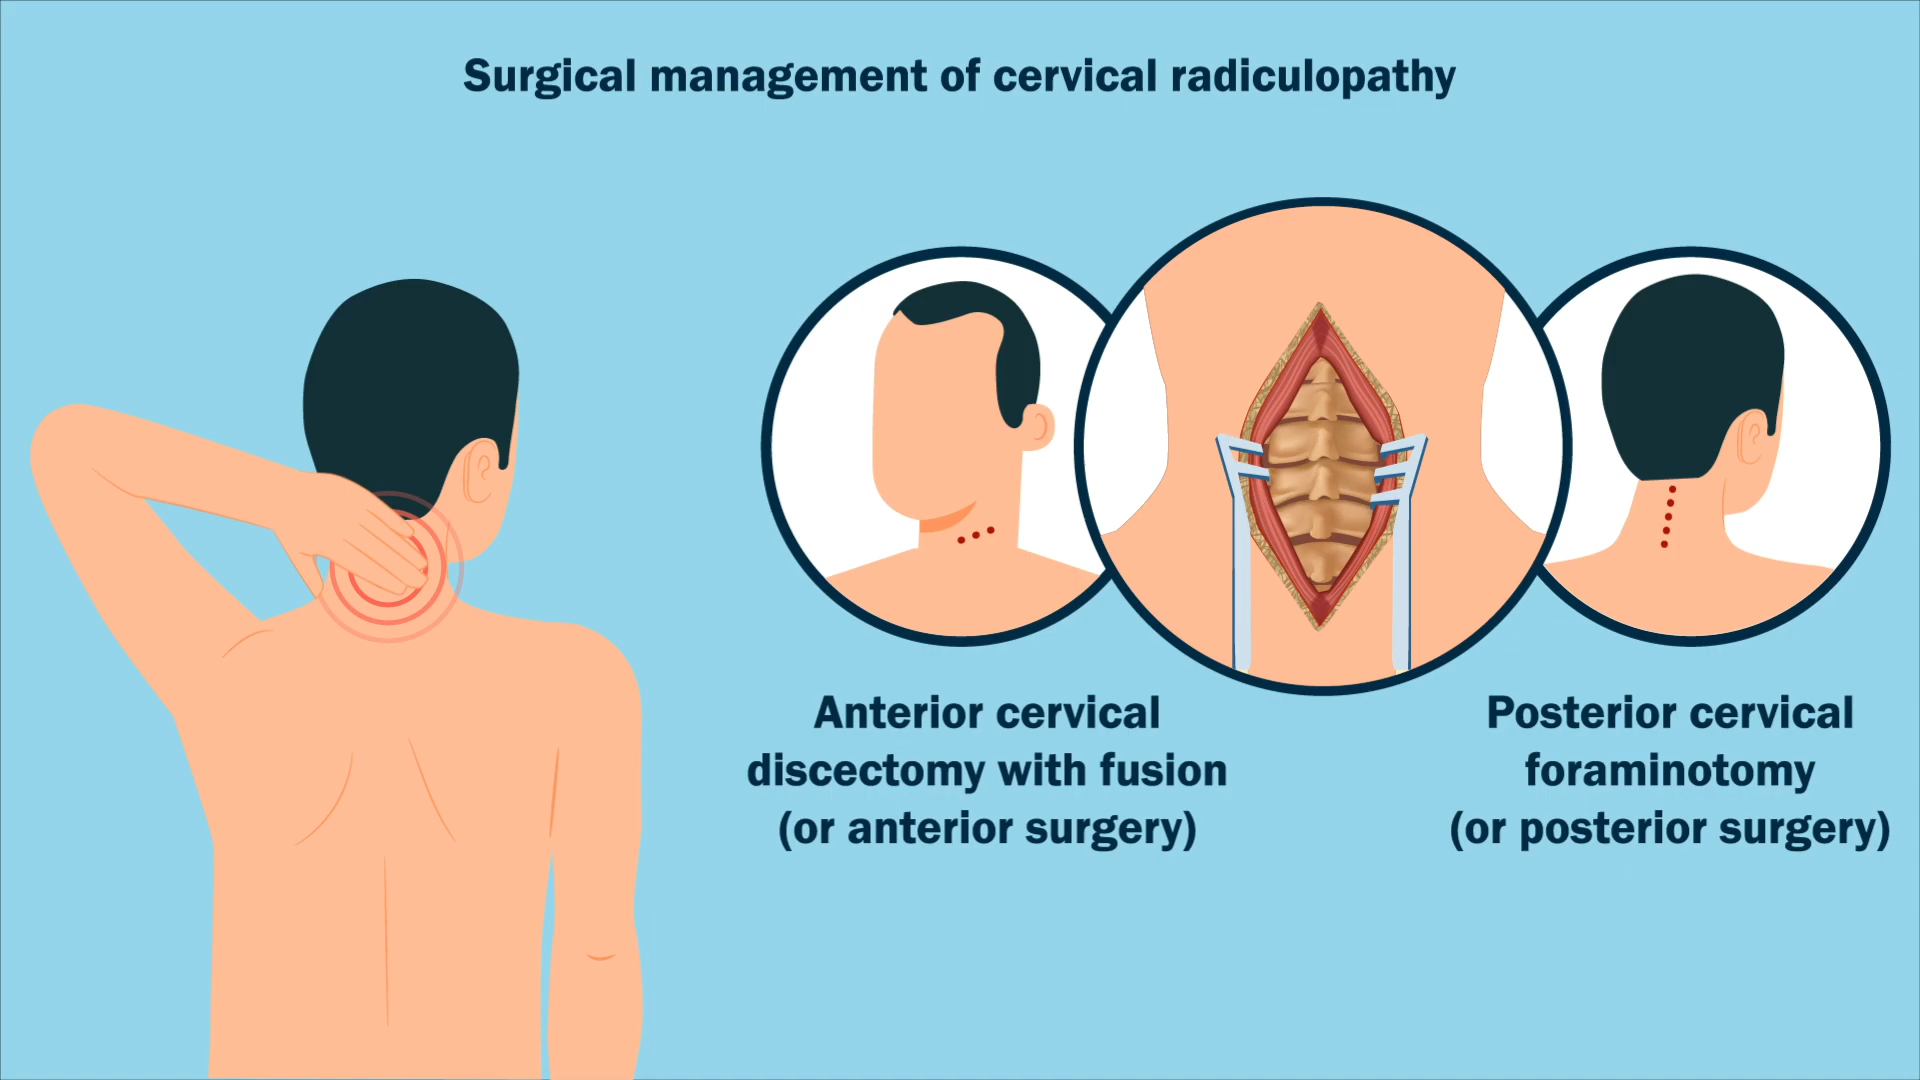 Surgical management of cervical radiculopathy
Anterior cervical
discectomy with fusion
(or anterior surgery)
Posterior cervical
foraminotomy
(or posterior surgery)